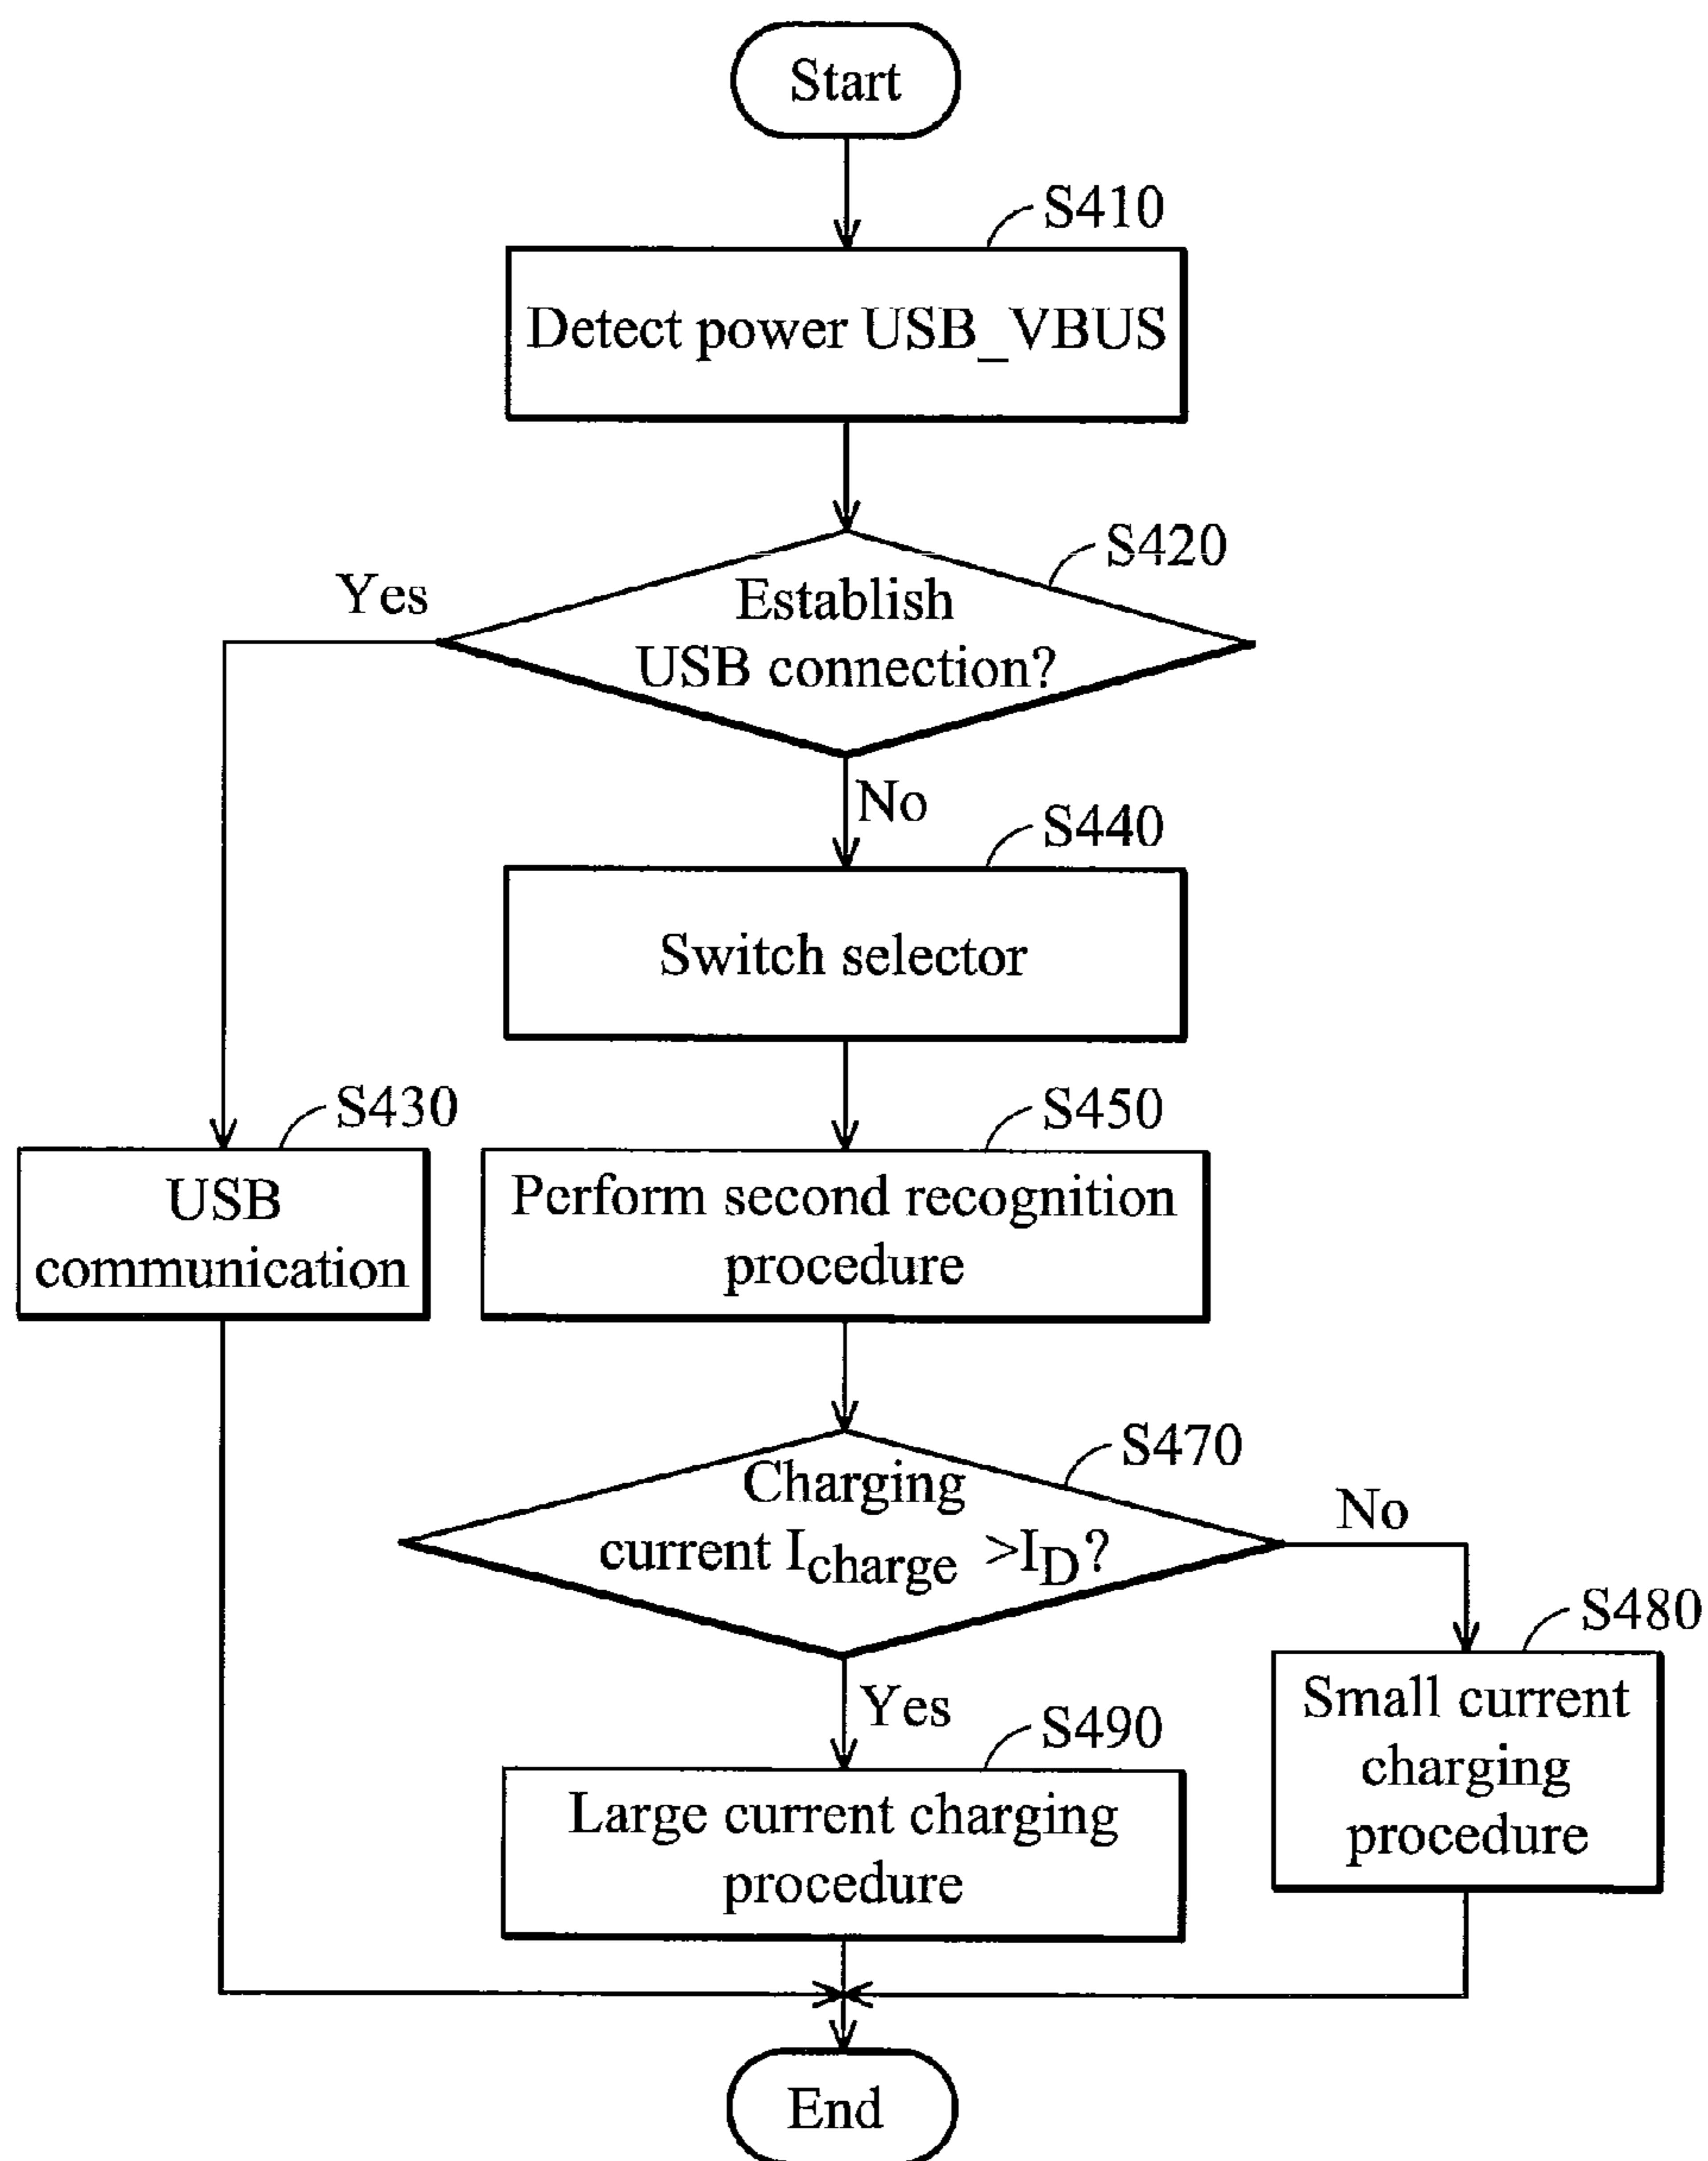 Start
S410
Detect power USB_VBUS
S420
Yes
Establish
USB connection?
No
S440
Switch selector
S430
USB
communication
S450
Perform second recognition
procedure
S470
Charging
current Icharge >ID?
No
S480
Small current
charging
procedure
Yes
S490
Large current charging
procedure
End